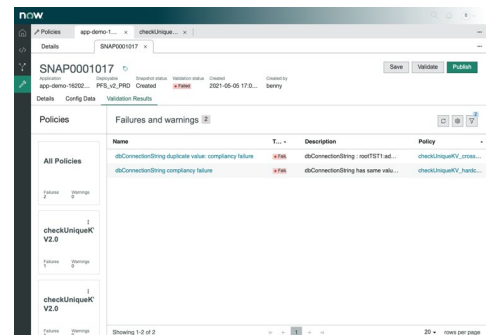 now
Policies app-demo-1... × checkUnique... ×
Details SNAP0001017 ×
SNAP0001017
Save Validate Publish
Application Deployable Snapshot status Validation status Created Created by
app-demo-16202... PFS_v2_PRD Created Failed 2021-05-05 17:0... benny
Details Config Data Validation Results
Policies
Failures and warnings 2
2
Name T... Description Policy
All Policies
Failures Warnings
2 0
dbConnectionString duplicate value: compliancy failure Fail dbConnectionString : rootTST1:ad... checkUniqueKV_cross...
dbConnectionString compliancy failure Fail dbConnectionString has same valu... checkUniqueKV_hardc...
checkUniqueK
V2.0
Failures Warnings
1 0
checkUniqueK
V2.0
Failures Warnings
Showing 1-2 of 2
1
20 rows per page